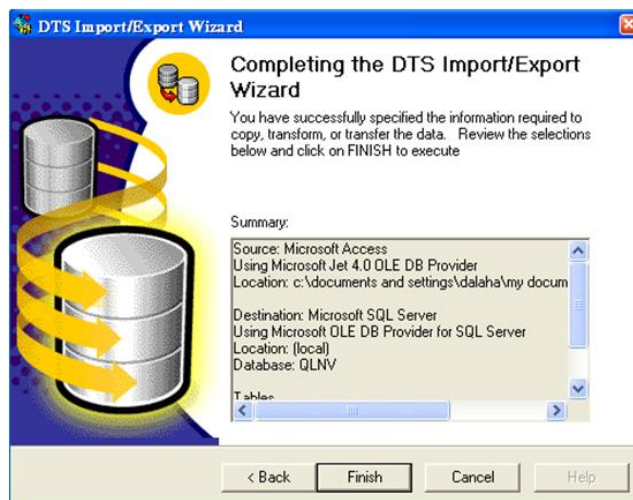 DTS Import/Export Wizard
Completing the DTS Import/Export
Wizard
You have successfully specified the information required to
copy, transform, or transfer the data. Review the selections
below and click on FINISH to execute
Summary:
Source: Microsoft Access
Using Microsoft Jet 4.0 OLE DB Provider
Location: c:\documents and settings\dalaha\my docum
Destination: Microsoft SQL Server
Using Microsoft OLE DB Provider for SQL Server
Location: (local)
Database: QLNV
Tables
< Back Finish Cancel Help